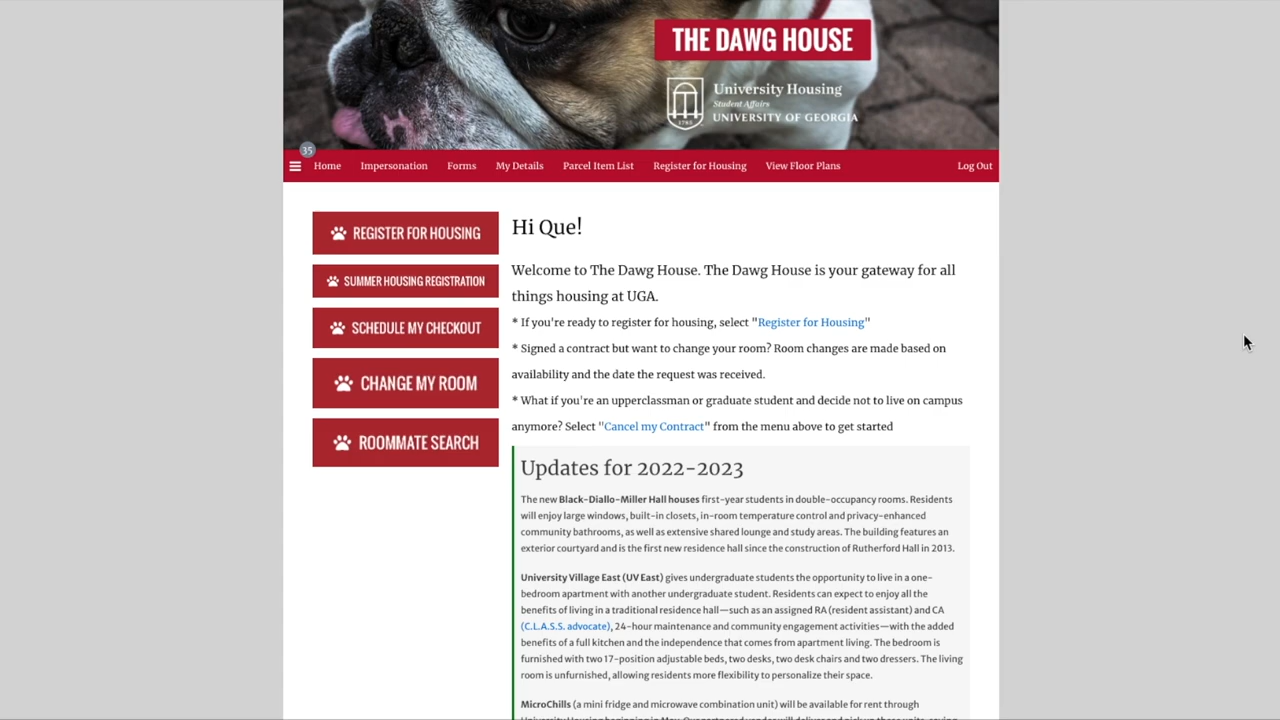 THE DAWG HOUSE
University Housing
Student Affairs
UNIVERSITY OF GEORGIA
1785
35
Home Impersonation Forms My Details Parcel Item List Register for Housing View Floor Plans Log Out
REGISTER FOR HOUSING
SUMMER HOUSING REGISTRATION
SCHEDULE MY CHECKOUT
CHANGE MY ROOM
ROOMMATE SEARCH
Hi Que!
Welcome to The Dawg House. The Dawg House is your gateway for all
things housing at UGA.
* If you're ready to register for housing, select "Register for Housing"
* Signed a contract but want to change your room? Room changes are made based on
availability and the date the request was received.
* What if you're an upperclassman or graduate student and decide not to live on campus
anymore? Select "Cancel my Contract" from the menu above to get started
Updates for 2022-2023
The new Black-Diallo-Miller Hall houses first-year students in double-occupancy rooms. Residents
will enjoy large windows, built-in closets, in-room temperature control and privacy-enhanced
community bathrooms, as well as extensive shared lounge and study areas. The building features an
exterior courtyard and is the first new residence hall since the construction of Rutherford Hall in 2013.
University Village East (UV East) gives undergraduate students the opportunity to live in a one-
bedroom apartment with another undergraduate student. Residents can expect to enjoy all the
benefits of living in a traditional residence hall—such as an assigned RA (resident assistant) and CA
(C.L.A.S.S. advocate), 24-hour maintenance and community engagement activities—with the added
benefits of a full kitchen and the independence that comes from apartment living. The bedroom is
furnished with two 17-position adjustable beds, two desks, two desk chairs and two dressers. The living
room is unfurnished, allowing residents more flexibility to personalize their space.
MicroChills (a mini fridge and microwave combination unit) will be available for rent through